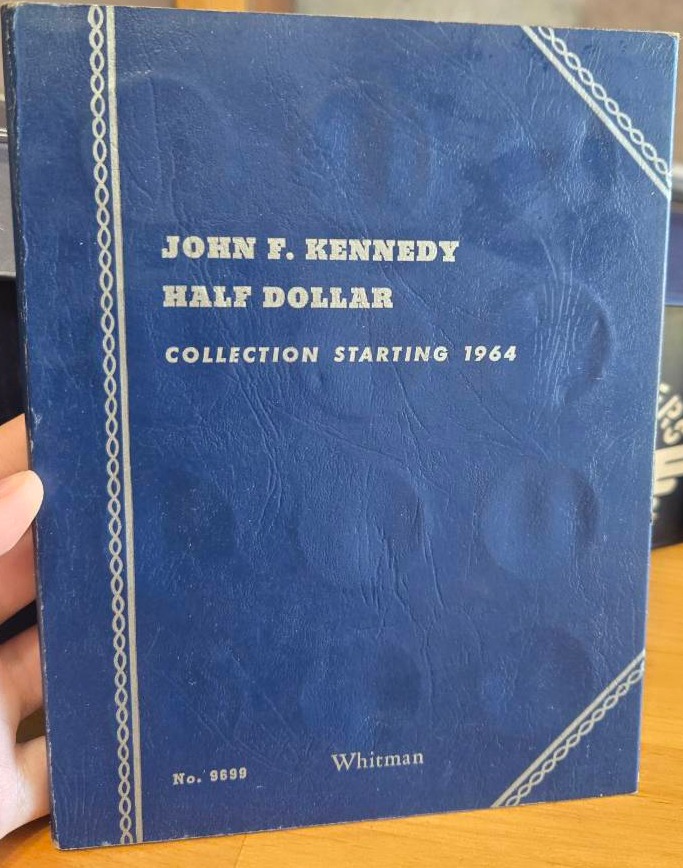 JOHN F. KENNEDY
HALF DOLLAR
COLLECTION STARTING 1964
No. 9699
Whitman